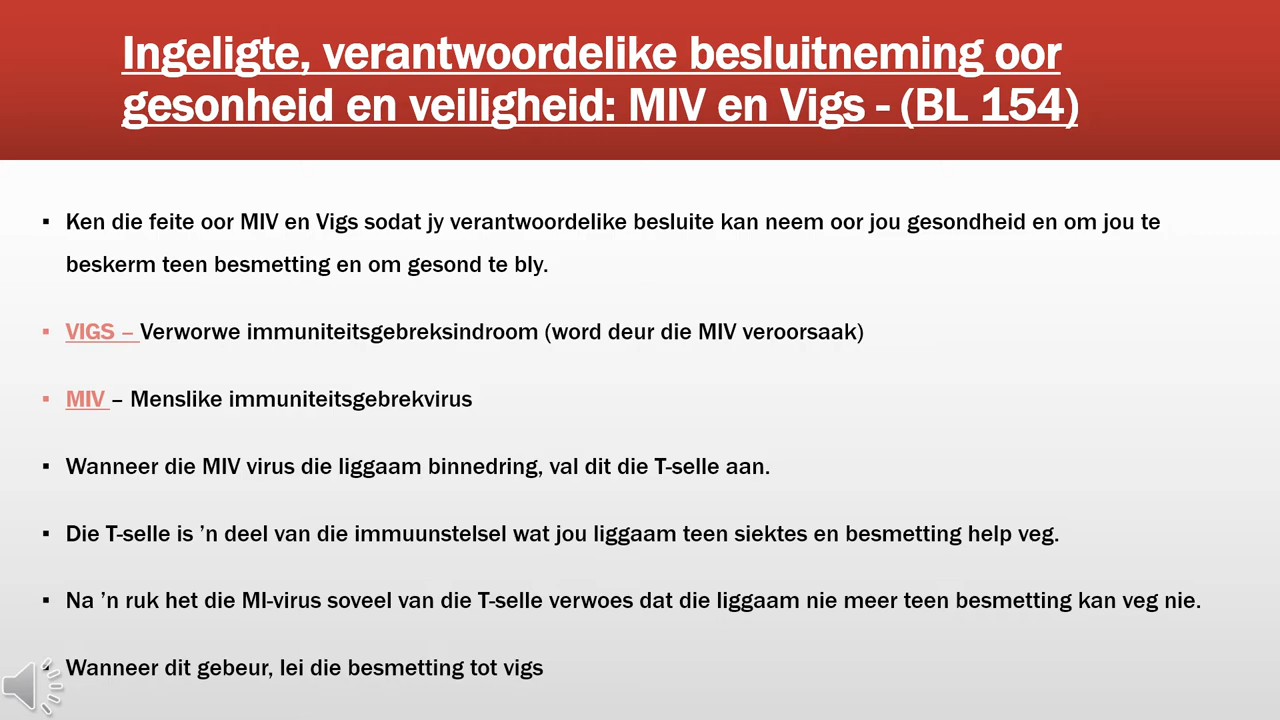 Ingeligte, verantwoordelike besluitneming oor
gesonheid en veiligheid: MIV en Vigs - (BL 154)
▪ Ken die feite oor MIV en Vigs sodat jy verantwoordelike besluite kan neem oor jou gesondheid en om jou te
beskerm teen besmetting en om gesond te bly.
▪ VIGS – Verworwe immuniteitsgebreksindroom (word deur die MIV veroorsaak)
▪ MIV – Menslike immuniteitsgebrekvirus
▪ Wanneer die MIV virus die liggaam binnedring, val dit die T-selle aan.
▪ Die T-selle is ’n deel van die immuunstelsel wat jou liggaam teen siektes en besmetting help veg.
▪ Na ’n ruk het die MI-virus soveel van die T-selle verwoes dat die liggaam nie meer teen besmetting kan veg nie.
▪ Wanneer dit gebeur, lei die besmetting tot vigs